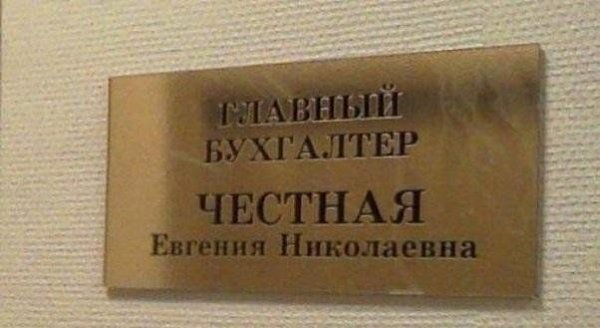 ГЛАВНЫЙ
БУХГАЛТЕР
ЧЕСТНАЯ
Евгения Николаевна